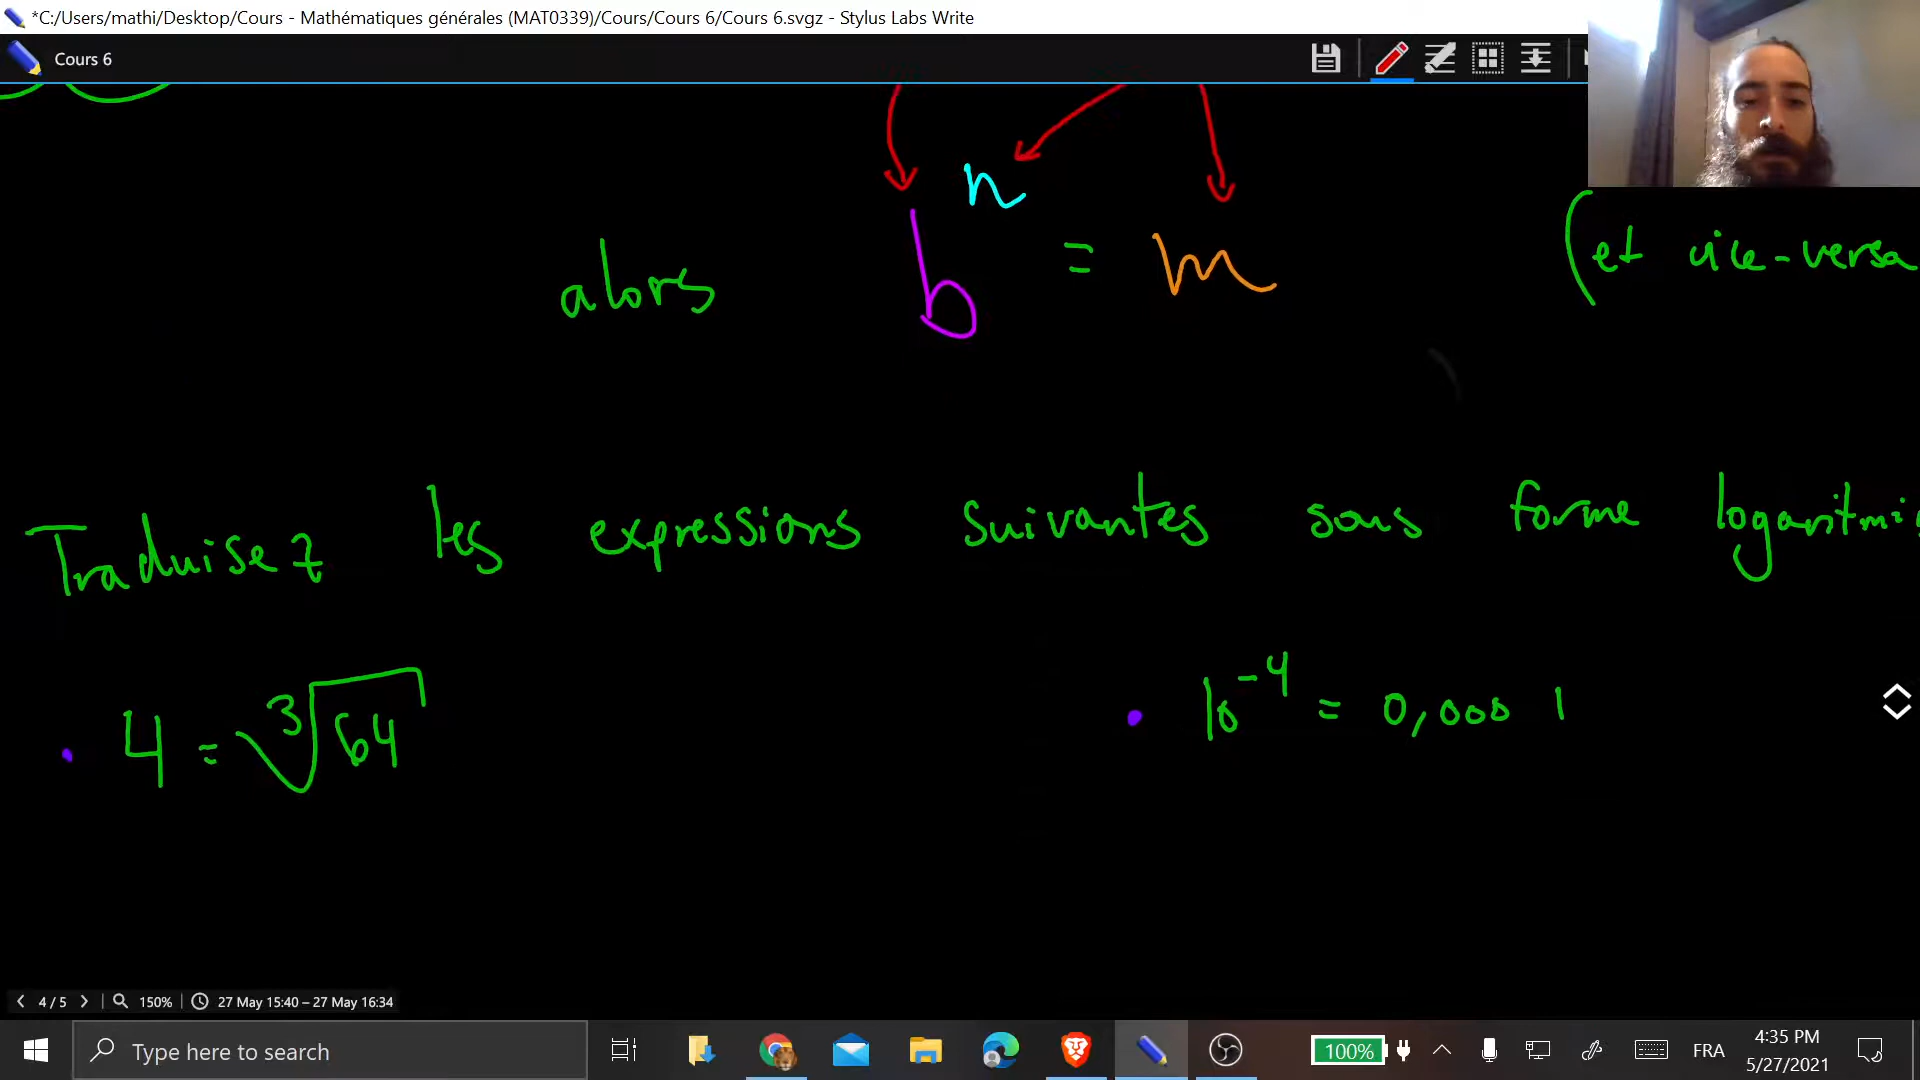 *C:/Users/mathi/Desktop/Cours - Mathématiques générales (MAT0339)/Cours/Cours 6/Cours 6.svgz - Stylus Labs Write
Cours 6
alors b^n = m (et vice-versa
Traduisez les expressions suivantes sous forme logaritmi
• 4 = ∛64 • 10^-4 = 0,000 1
4 / 5 150% 27 May 15:40 – 27 May 16:34
Type here to search 100% FRA 4:35 PM
5/27/2021